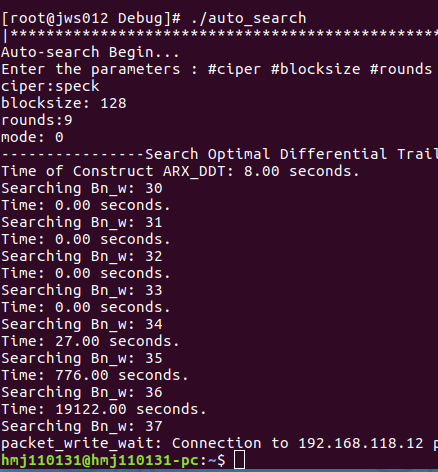 [root@jws012 Debug]# ./auto_search
|*******************************************
Auto-search Begin...
Enter the parameters : #ciper #blocksize #rounds
ciper:speck
blocksize: 128
rounds:9
mode: 0
----------------Search Optimal Differential Trail
Time of Construct ARX_DDT: 8.00 seconds.
Searching Bn_w: 30
Time: 0.00 seconds.
Searching Bn_w: 31
Time: 0.00 seconds.
Searching Bn_w: 32
Time: 0.00 seconds.
Searching Bn_w: 33
Time: 0.00 seconds.
Searching Bn_w: 34
Time: 27.00 seconds.
Searching Bn_w: 35
Time: 776.00 seconds.
Searching Bn_w: 36
Time: 19122.00 seconds.
Searching Bn_w: 37
packet_write_wait: Connection to 192.168.118.12 p
hmj110131@hmj110131-pc:~$